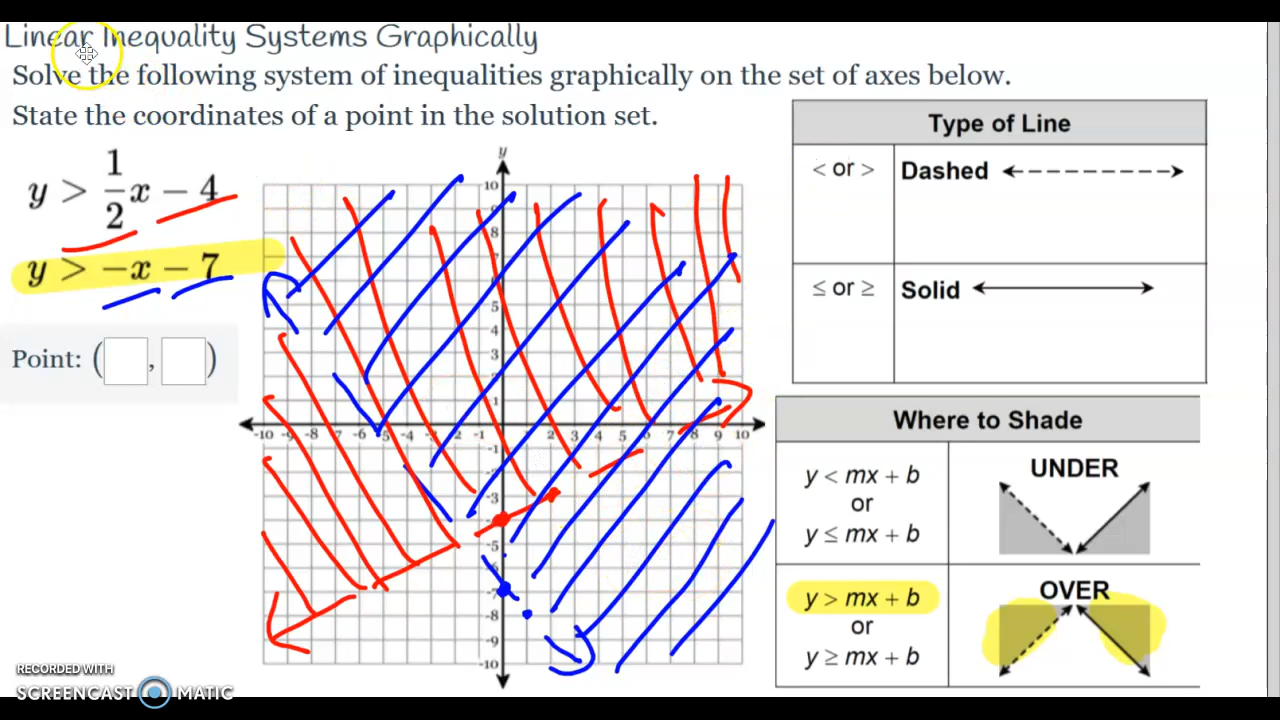 Linear Inequality Systems Graphically
Solve the following system of inequalities graphically on the set of axes below.
State the coordinates of a point in the solution set.
y > 1/2 x − 4
y > −x − 7
Point: ( , )
y
10
8
5
4
3
2
1
-10 -9 -8 -7 -6 -5 -4 -3 -2 -1 2 3 4 5 6 7 8 9 10
-1
-3
-4
-5
-6
-7
-8
-9
-10
Type of Line
< or > Dashed
≤ or ≥ Solid
Where to Shade
y < mx + b
or
y ≤ mx + b
UNDER
y > mx + b
or
y ≥ mx + b
OVER
RECORDED WITH
SCREENCAST MATIC